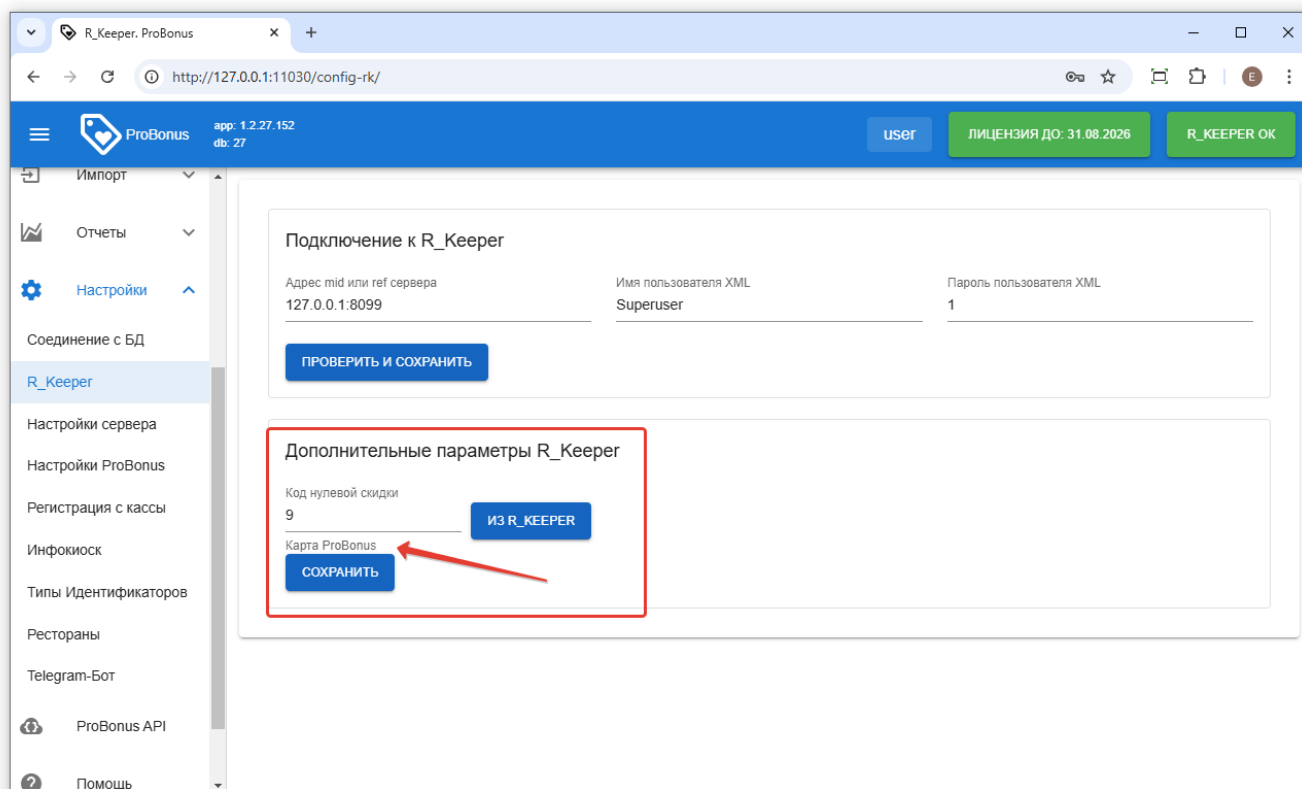 R_Keeper. ProBonus
http://127.0.0.1:11030/config-rk/
E
ProBonus
app: 1.2.27.152
db: 27
user
ЛИЦЕНЗИЯ ДО: 31.08.2026
R_KEEPER ОК
Импорт
Отчеты
Настройки
Соединение с БД
R_Keeper
Настройки сервера
Настройки ProBonus
Регистрация с кассы
Инфокиоск
Типы Идентификаторов
Рестораны
Telegram-Бот
ProBonus API
Помощь
Подключение к R_Keeper
Адрес mid или ref сервера
127.0.0.1:8099
Имя пользователя XML
Superuser
Пароль пользователя XML
1
ПРОВЕРИТЬ И СОХРАНИТЬ
Дополнительные параметры R_Keeper
Код нулевой скидки
9
ИЗ R_KEEPER
Карта ProBonus
СОХРАНИТЬ